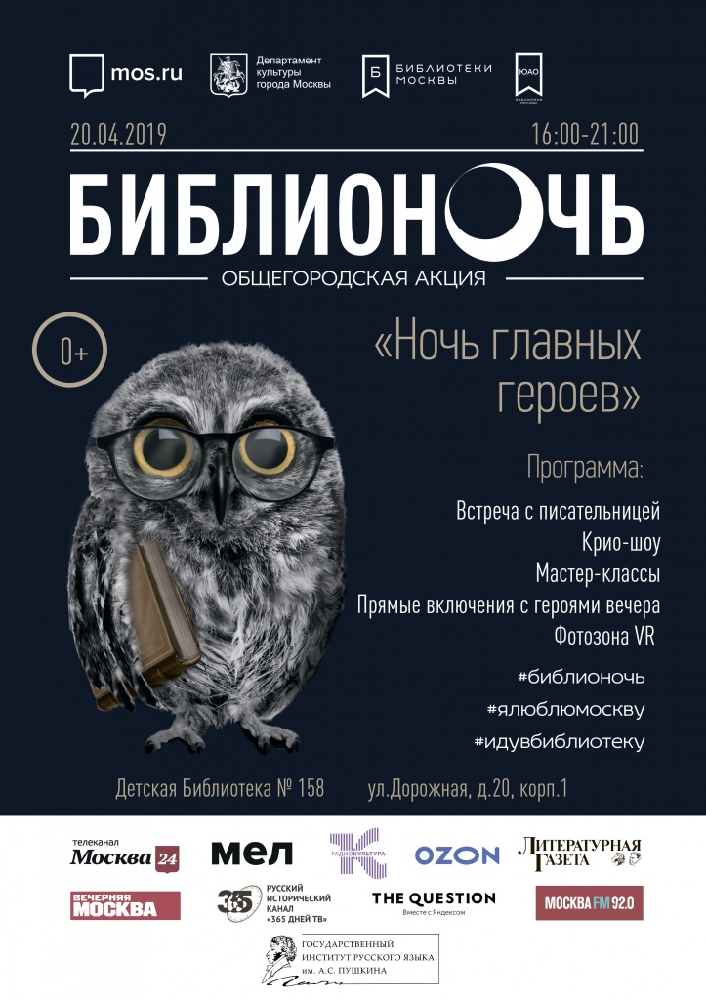 mos.ru
Департамент
культуры
города Москвы
Б
БИБЛИОТЕКИ
МОСКВЫ
ЮАО
БИБЛИОТЕКИ
МОСКВЫ
20.04.2019
16:00-21:00
БИБЛИОНОЧЬ
ОБЩЕГОРОДСКАЯ АКЦИЯ
0+
«Ночь главных
героев»
Программа:
Встреча с писательницей
Крио-шоу
Мастер-классы
Прямые включения с героями вечера
Фотозона VR
#библионочь
#ялюблюмоскву
#идувбиблиотеку
Детская Библиотека № 158
ул.Дорожная, д.20, корп.1
телеканал
Москва 24
мел
К
РАДИОКУЛЬТУРА
OZON
ЛИТЕРАТУРНАЯ
ГАЗЕТА
ВЕЧЕРНЯЯ
МОСКВА
365
РУССКИЙ
ИСТОРИЧЕСКИЙ
КАНАЛ
«365 ДНЕЙ ТВ»
THE QUESTION
Вместе с Яндексом
МОСКВА FM 92.0
ГОСУДАРСТВЕННЫЙ
ИНСТИТУТ РУССКОГО ЯЗЫКА
ИМ. А.С. ПУШКИНА